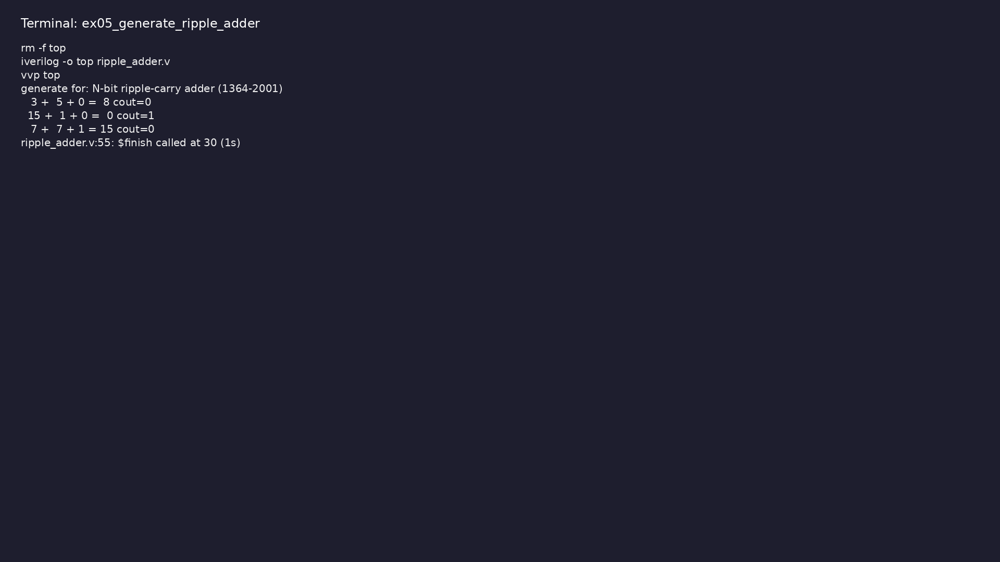 Terminal: ex05_generate_ripple_adder
rm -f top
iverilog -o top ripple_adder.v
vvp top
generate for: N-bit ripple-carry adder (1364-2001)
   3 +  5 + 0 =  8 cout=0
  15 +  1 + 0 =  0 cout=1
   7 +  7 + 1 = 15 cout=0
ripple_adder.v:55: $finish called at 30 (1s)